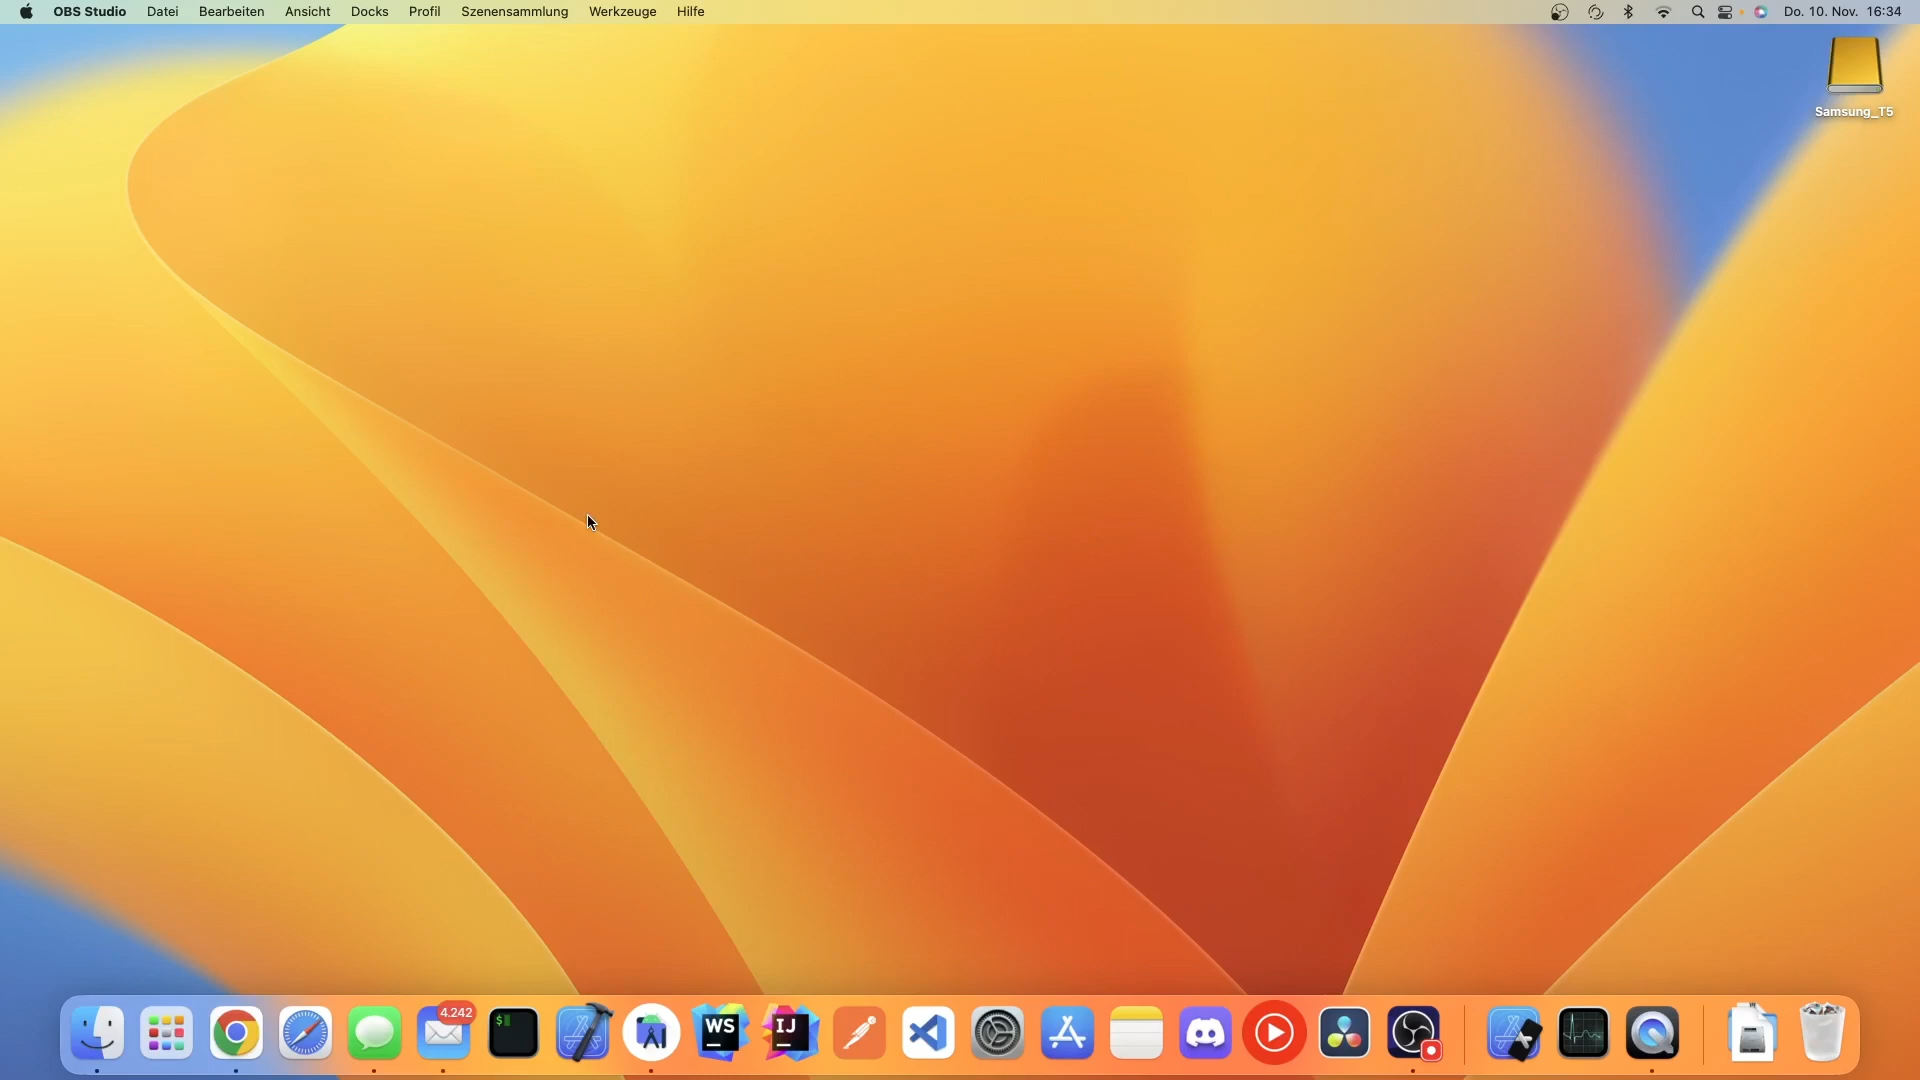 OBS Studio Datei Bearbeiten Ansicht Docks Profil Szenensammlung Werkzeuge Hilfe Do. 10. Nov. 16:34
Samsung_T5
4.242
$
WS
IJ